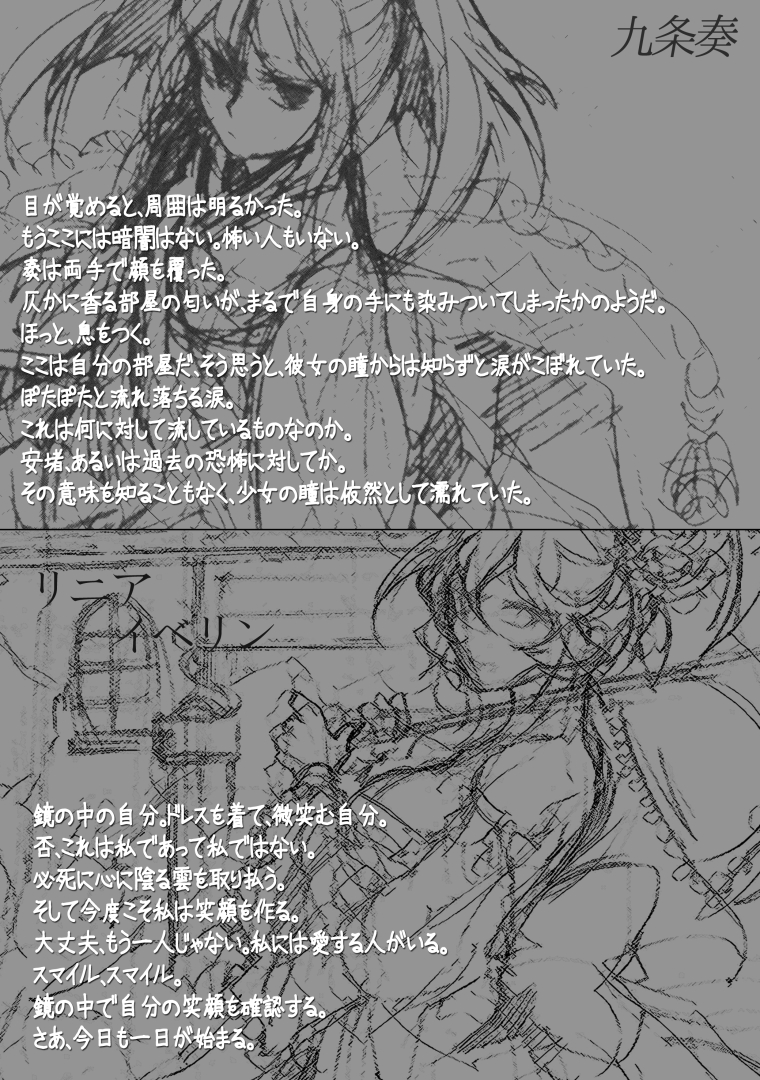 九条奏
目が覚めると、周囲は明るかった。
もうここには暗闇はない。怖い人もいない。
奏は両手で顔を覆った。
仄かに香る部屋の匂いが、まるで自身の手にも染みついてしまったかのようだ。
ほっと、息をつく。
ここは自分の部屋だ、そう思うと、彼女の瞳からは知らずと涙がこぼれていた。
ぽたぽたと流れ落ちる涙。
これは何に対して流しているものなのか。
安堵、あるいは過去の恐怖に対してか。
その意味を知ることもなく、少女の瞳は依然として濡れていた。
リニア
イベリン
鏡の中の自分。ドレスを着て、微笑む自分。
否、これは私であって私ではない。
必死に心に陰る雲を取り払う。
そして今度こそ私は笑顔を作る。
大丈夫、もう一人じゃない。私には愛する人がいる。
スマイル、スマイル。
鏡の中で自分の笑顔を確認する。
さあ、今日も一日が始まる。